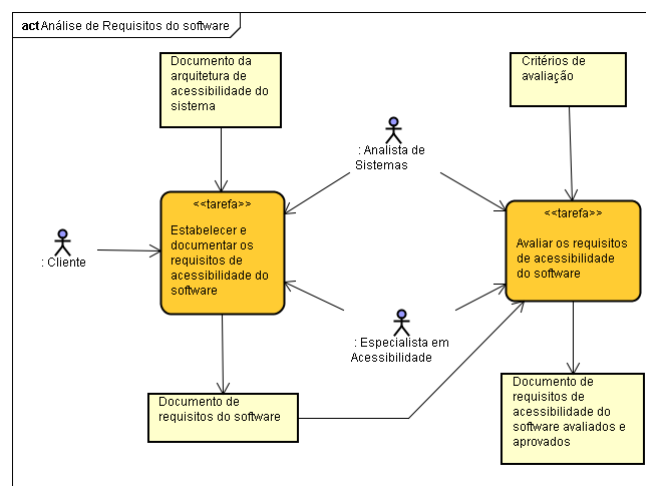 act Análise de Requisitos do software
Documento da
arquitetura de
acessibilidade do
sistema
Critérios de
avaliação
: Analista de
Sistemas
<<tarefa>>
Estabelecer e
documentar os
requisitos de
acessibilidade do
software
<<tarefa>>
Avaliar os requisitos
de acessibilidade
do software
: Cliente
: Especialista em
Acessibilidade
Documento de
requisitos do software
Documento de
requisitos de
acessibilidade do
software avaliados e
aprovados